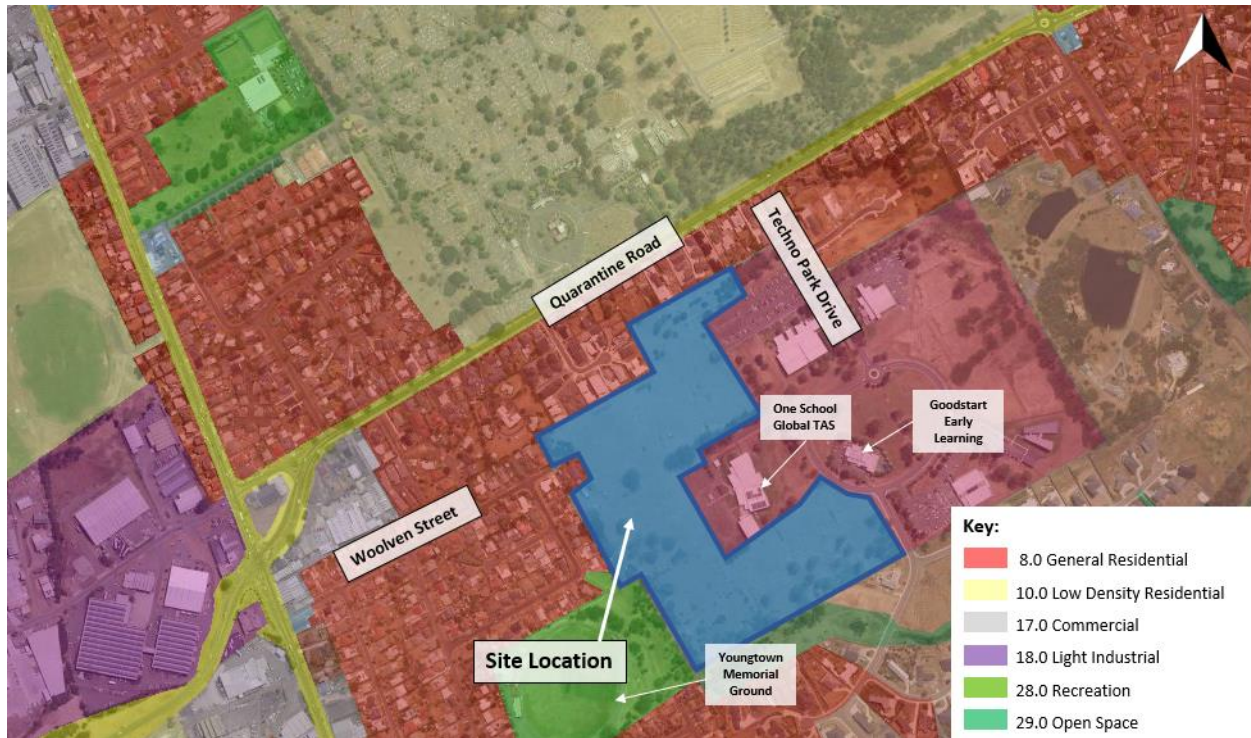 Quarantine Road
Techno Park Drive
One School
Global TAS
Goodstart
Early
Learning
Woolven Street
Site Location
Youngtown
Memorial
Ground
Key:
8.0 General Residential
10.0 Low Density Residential
17.0 Commercial
18.0 Light Industrial
28.0 Recreation
29.0 Open Space